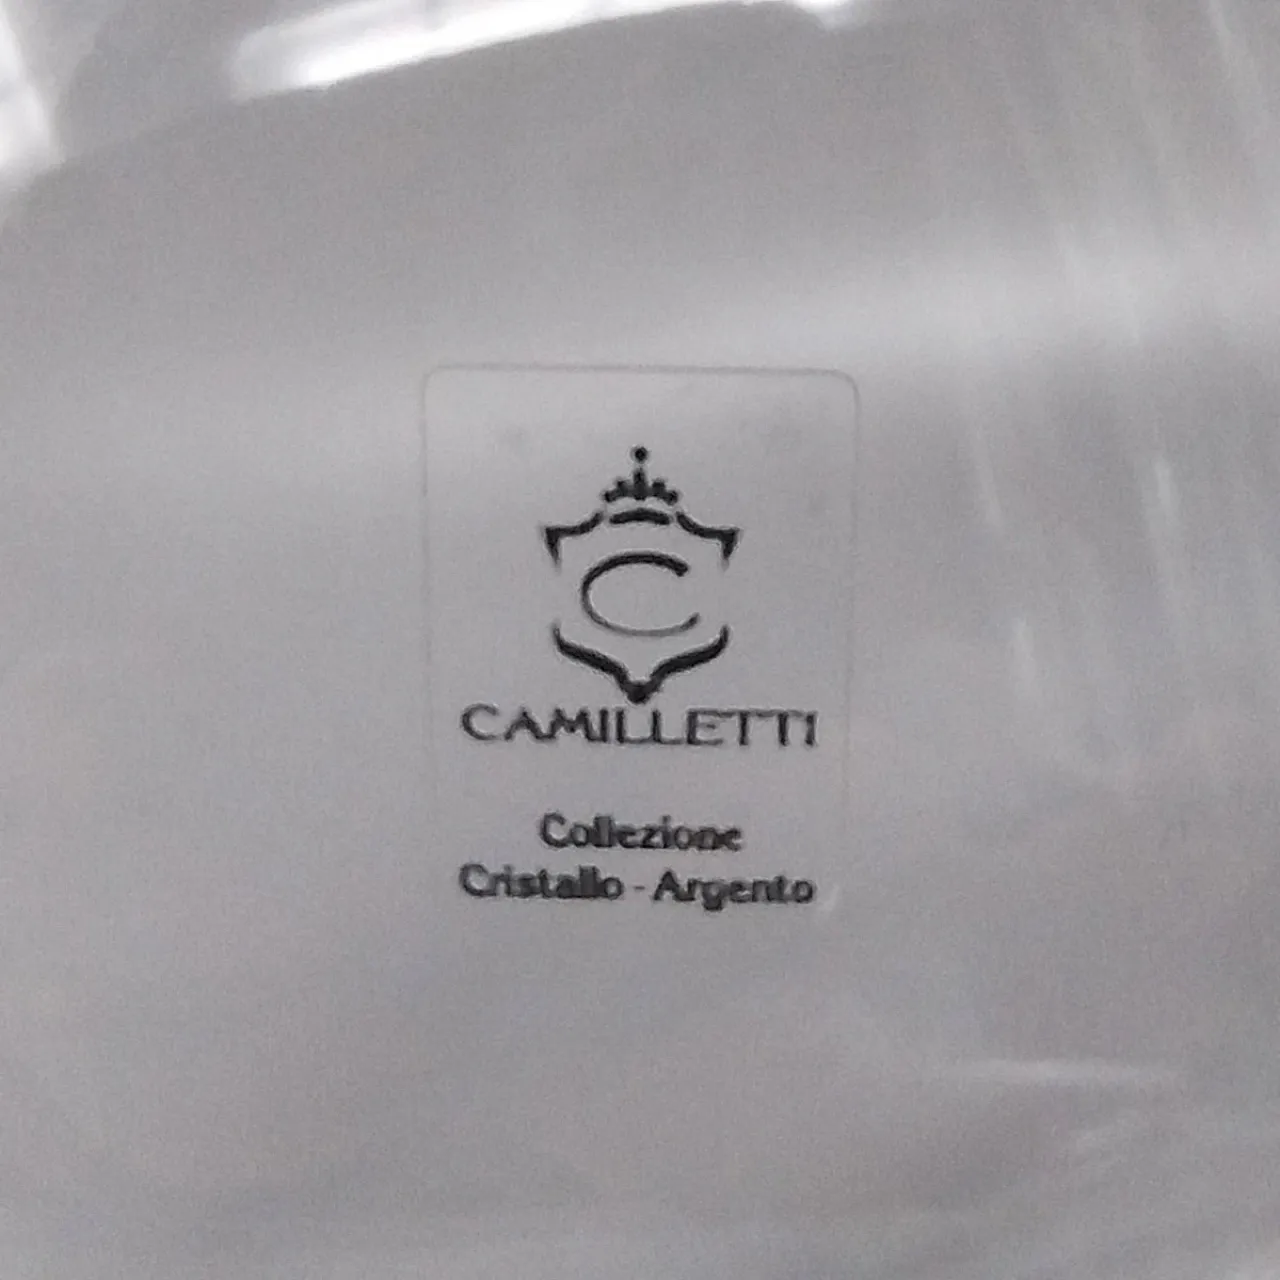 C
CAMILLETTI
Collezione
Cristallo - Argento